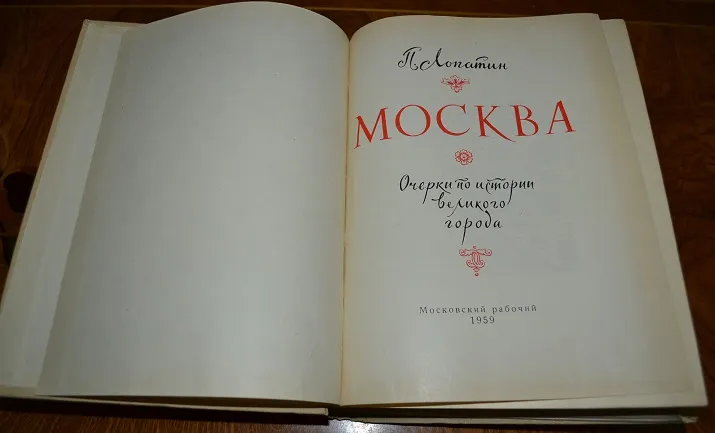 П. Лопатин
МОСКВА
Очерки по истории
великого
города
Московский рабочий
1959